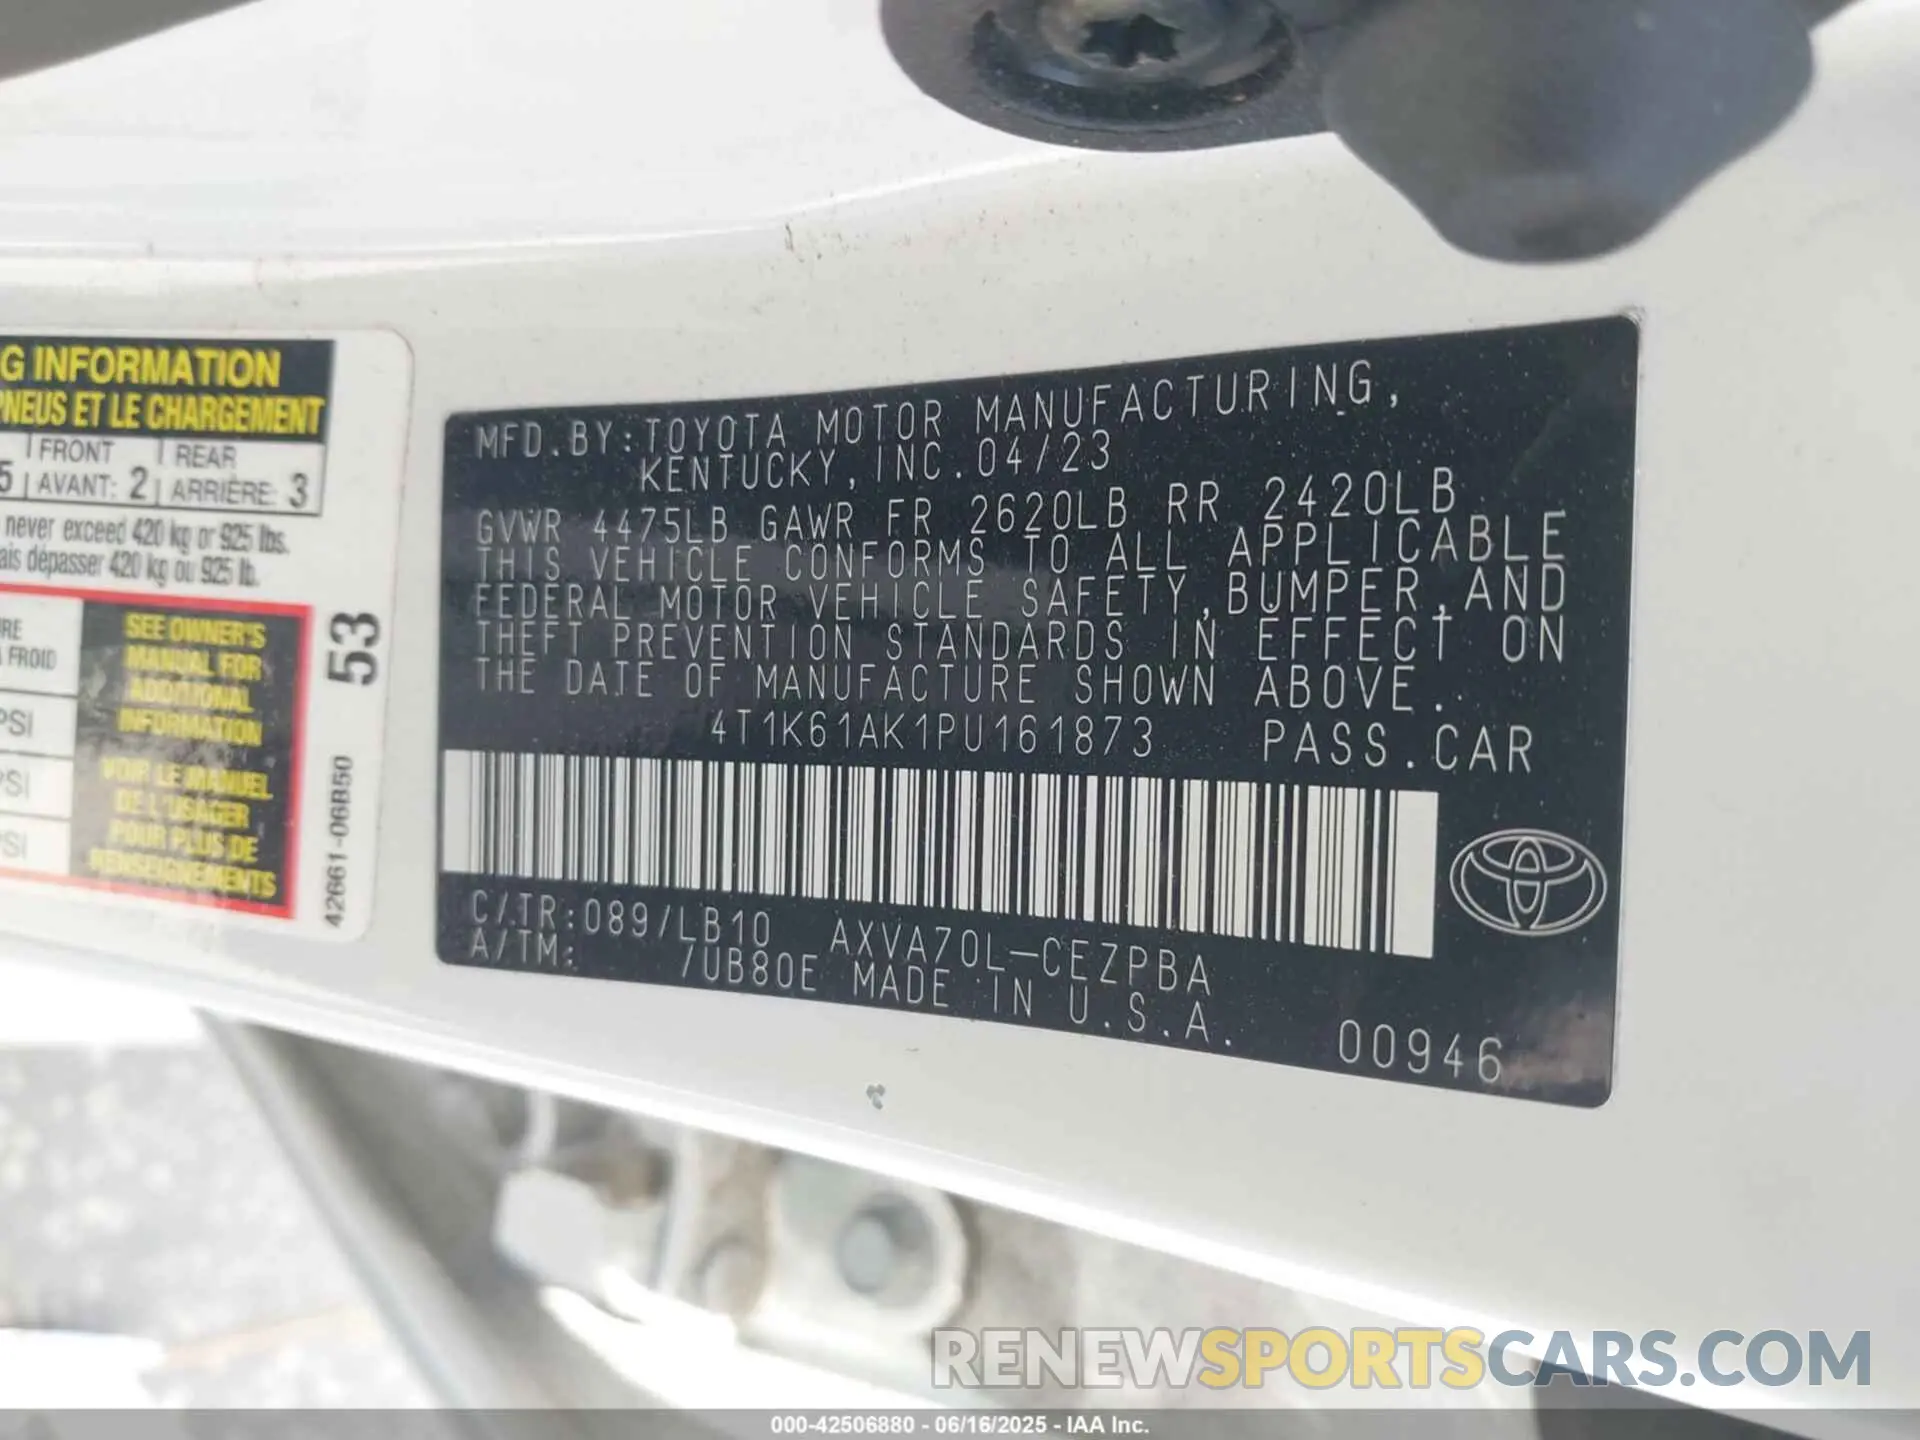 G INFORMATION
PNEUS ET LE CHARGEMENT
5 FRONT AVANT: 2 REAR ARRIÈRE: 3
never exceed 420 kg or 925 lbs.
ais dépasser 420 kg ou 925 lb.
RE
FROID
PSI
PSI
PSI
SEE OWNER'S
MANUAL FOR
ADDITIONAL
INFORMATION
VOIR LE MANUEL
DE L'USAGER
POUR PLUS DE
RENSEIGNEMENTS
53
42661-06B50
MFD.BY:TOYOTA MOTOR MANUFACTURING,
KENTUCKY, INC.04/23
GVWR 4475LB GAWR FR 2620LB RR 2420LB
THIS VEHICLE CONFORMS TO ALL APPLICABLE
FEDERAL MOTOR VEHICLE SAFETY,BUMPER,AND
THEFT PREVENTION STANDARDS IN EFFECT ON
THE DATE OF MANUFACTURE SHOWN ABOVE.
4T1K61AK1PU161873 PASS.CAR
C/TR:089/LB10 AXVA70L-CEZPBA
A/TM: /UB80E MADE IN U.S.A.
00946
RENEWSPORTSCARS.COM
000-42506880 - 06/16/2025 - IAA Inc.